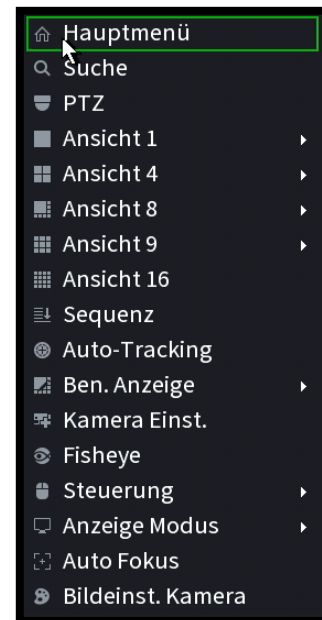 Hauptmenü
Suche
PTZ
Ansicht 1
Ansicht 4
Ansicht 8
Ansicht 9
Ansicht 16
Sequenz
Auto-Tracking
Ben. Anzeige
Kamera Einst.
Fisheye
Steuerung
Anzeige Modus
Auto Fokus
Bildeinst. Kamera